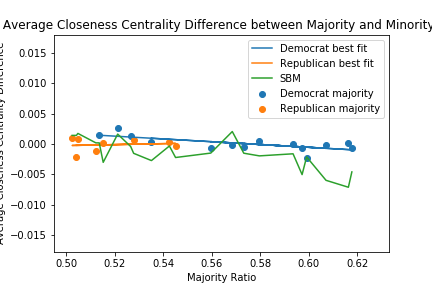 Average Closeness Centrality Difference between Majority and Minority
Average Closeness Centrality Difference
0.015
0.010
0.005
0.000
−0.005
−0.010
−0.015
Democrat best fit
Republican best fit
SBM
Democrat majority
Republican majority
0.50 0.52 0.54 0.56 0.58 0.60 0.62
Majority Ratio